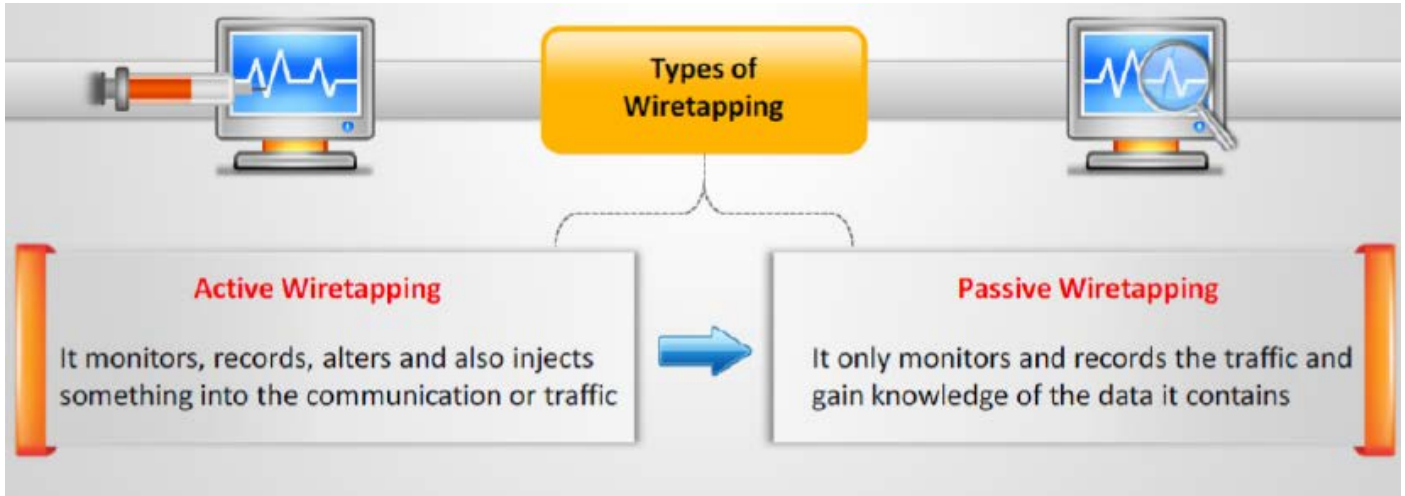 Types of
Wiretapping
Active Wiretapping
It monitors, records, alters and also injects
something into the communication or traffic
Passive Wiretapping
It only monitors and records the traffic and
gain knowledge of the data it contains